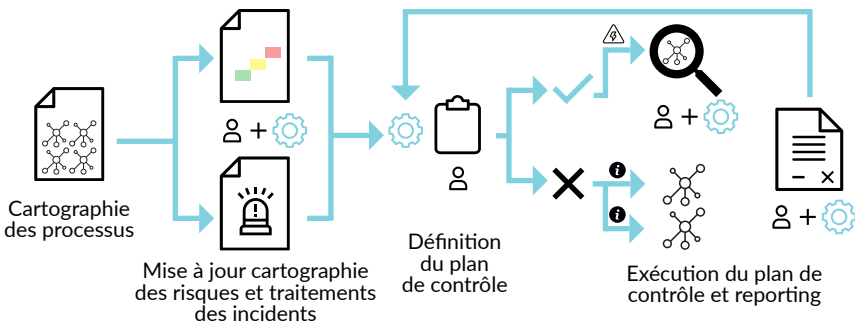 Cartographie
des processus
Mise à jour cartographie
des risques et traitements
des incidents
Définition
du plan
de contrôle
Exécution du plan de
contrôle et reporting